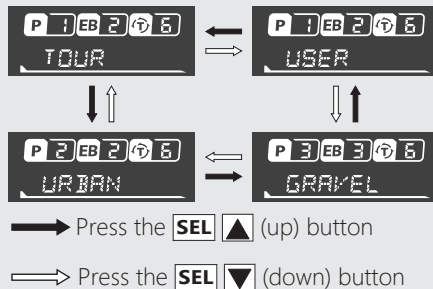 P 1 EB 2 T 6 P 1 EB 2 T 6
TOUR USER
P 2 EB 2 T 6 P 3 EB 3 T 6
URBAN GRAVEL
Press the SEL ▲ (up) button
Press the SEL ▼ (down) button